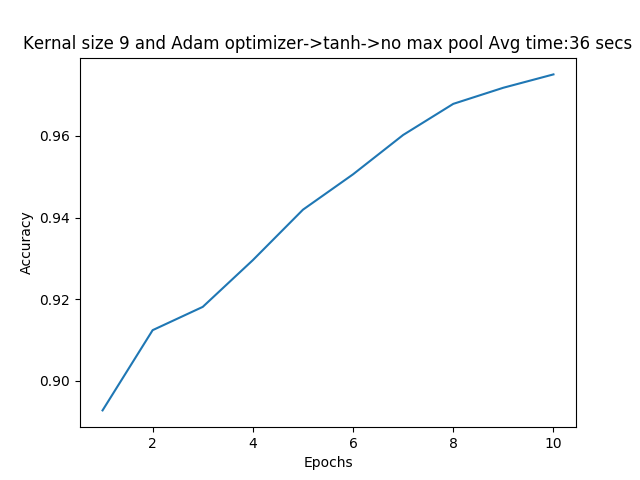 Kernal size 9 and Adam optimizer->tanh->no max pool Avg time:36 secs
Accuracy
0.96
0.94
0.92
0.90
2 4 6 8 10
Epochs